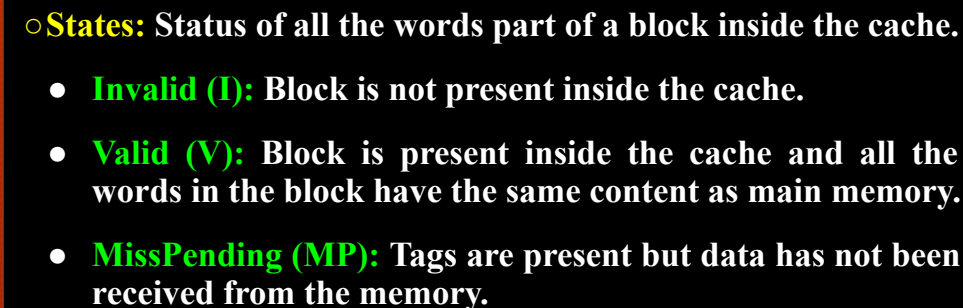 ○States: Status of all the words part of a block inside the cache.
● Invalid (I): Block is not present inside the cache.
● Valid (V): Block is present inside the cache and all the
words in the block have the same content as main memory.
● MissPending (MP): Tags are present but data has not been
received from the memory.